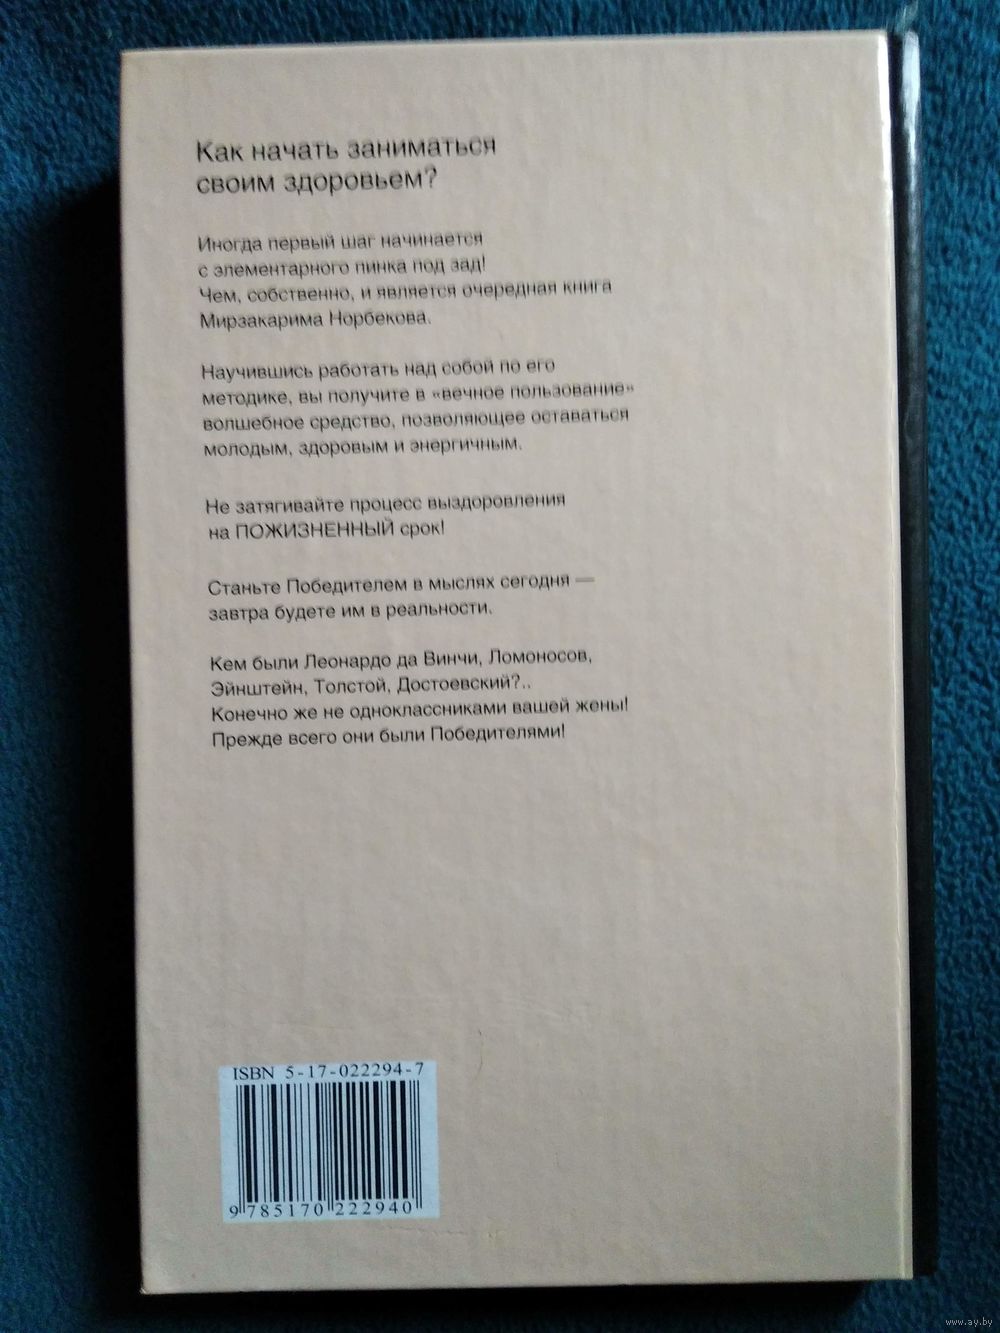 Как начать заниматься
своим здоровьем?
Иногда первый шаг начинается
с элементарного пинка под зад!
Чем, собственно, и является очередная книга
Мирзакарима Норбекова.
Научившись работать над собой по его
методике, вы получите в «вечное пользование»
волшебное средство, позволяющее оставаться
молодым, здоровым и энергичным.
Не затягивайте процесс выздоровления
на ПОЖИЗНЕННЫЙ срок!
Станьте Победителем в мыслях сегодня —
завтра будете им в реальности.
Кем были Леонардо да Винчи, Ломоносов,
Эйнштейн, Толстой, Достоевский?..
Конечно же не одноклассниками вашей жены!
Прежде всего они были Победителями!
ISBN 5-17-022294-7
9 785170 222940
www.ay.by